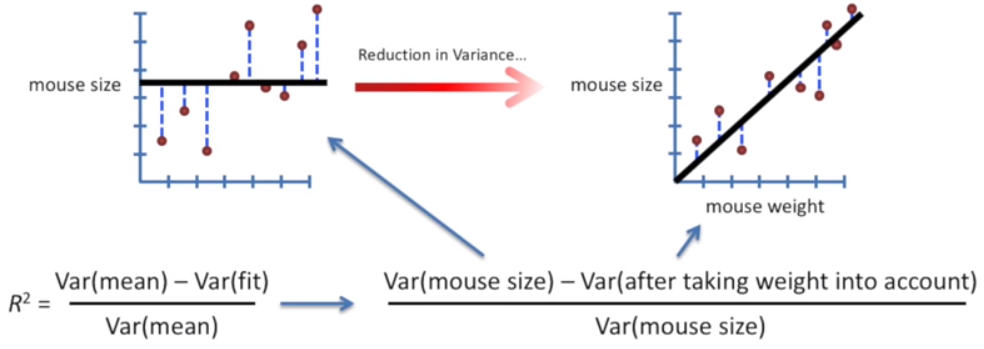 Reduction in Variance...
mouse size
mouse size
mouse weight
R² = Var(mean) – Var(fit)
Var(mean)
Var(mouse size) – Var(after taking weight into account)
Var(mouse size)